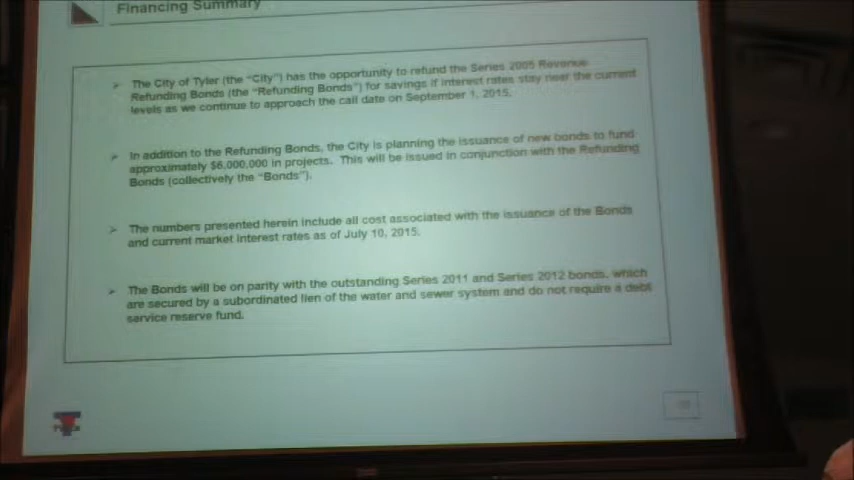 Financing Summary
➢ The City of Tyler (the "City") has the opportunity to refund the Series 2005 Revenue
Refunding Bonds (the "Refunding Bonds") for savings if interest rates stay near the current
levels as we continue to approach the call date on September 1, 2015.
➢ In addition to the Refunding Bonds, the City is planning the issuance of new bonds to fund
approximately $6,000,000 in projects. This will be issued in conjunction with the Refunding
Bonds (collectively the "Bonds").
➢ The numbers presented herein include all cost associated with the issuance of the Bonds
and current market interest rates as of July 10, 2015.
➢ The Bonds will be on parity with the outstanding Series 2011 and Series 2012 bonds, which
are secured by a subordinated lien of the water and sewer system and do not require a debt
service reserve fund.